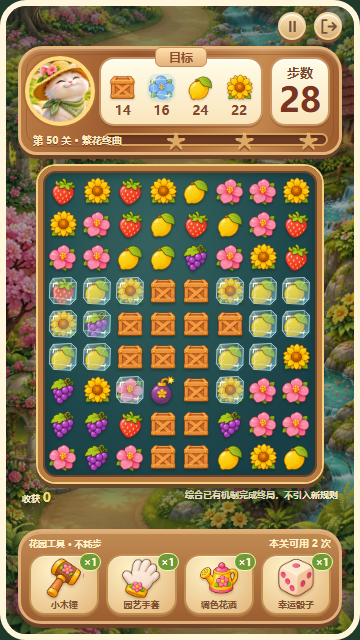 目标
14 16 24 22
步数
28
第 50 关 · 繁花终曲
收获 0
综合已有机制完成终局，不引入新规则
花园工具 · 不耗步
本关可用 2 次
×1 ×1 ×1 ×1
小木锤 园艺手套 调色花洒 幸运骰子